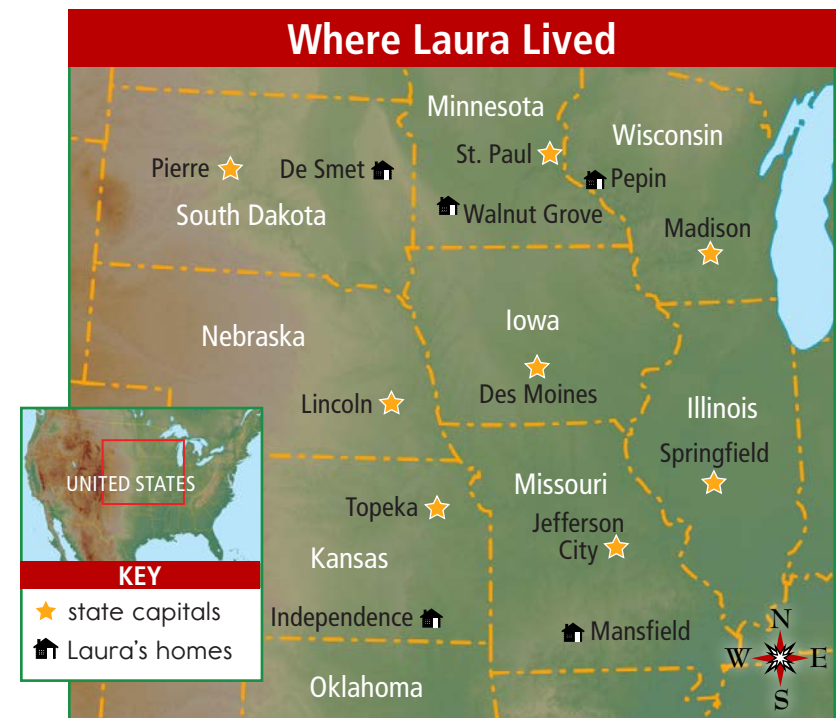 Where Laura Lived
Minnesota
Wisconsin
St. Paul
Pierre
De Smet
Pepin
South Dakota
Walnut Grove
Madison
Nebraska
Iowa
Lincoln
Des Moines
Illinois
Springfield
UNITED STATES
Missouri
Topeka
Jefferson
City
Kansas
KEY
state capitals
Laura's homes
Independence
Mansfield
Oklahoma
N
W
E
S